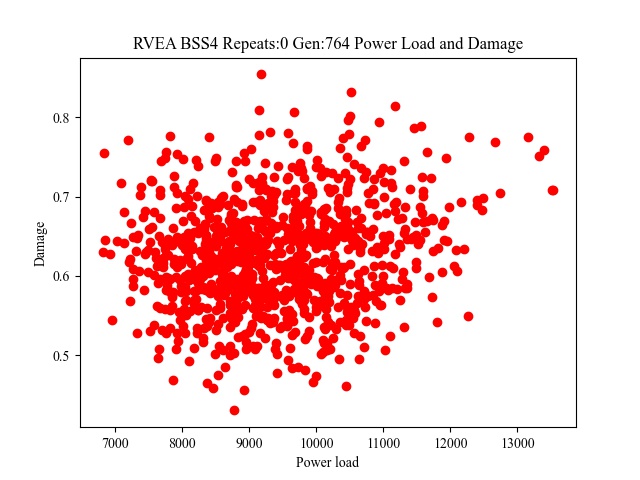 RVEA BSS4 Repeats:0 Gen:764 Power Load and Damage
0.8
0.7
0.6
0.5
Damage
7000 8000 9000 10000 11000 12000 13000
Power load